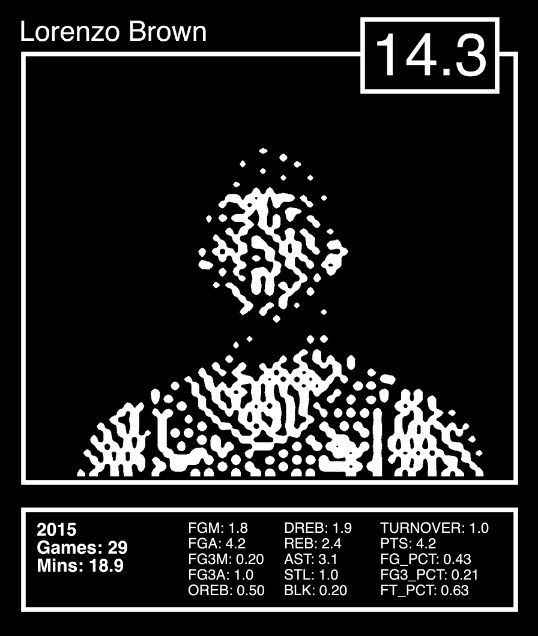 Lorenzo Brown
14.3
2015
Games: 29
Mins: 18.9
FGM: 1.8
FGA: 4.2
FG3M: 0.20
FG3A: 1.0
OREB: 0.50
DREB: 1.9
REB: 2.4
AST: 3.1
STL: 1.0
BLK: 0.20
TURNOVER: 1.0
PTS: 4.2
FG_PCT: 0.43
FG3_PCT: 0.21
FT_PCT: 0.63